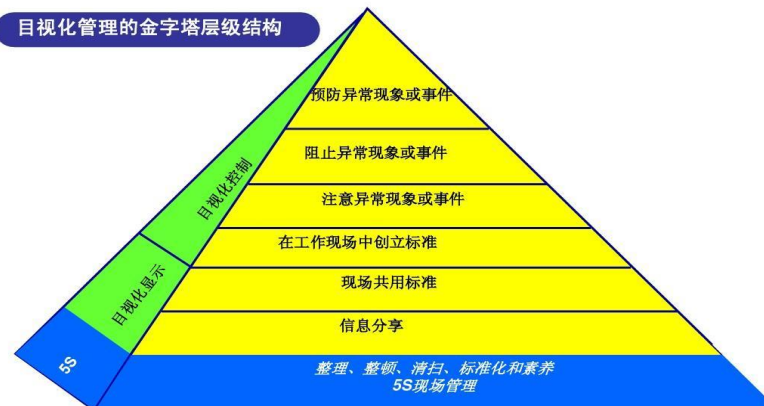 目视化管理的金字塔层级结构
预防异常现象或事件
阻止异常现象或事件
目视化控制
注意异常现象或事件
在工作现场中创立标准
现场共用标准
目视化显示
信息分享
5S
整理、整顿、清扫、标准化和素养
5S现场管理